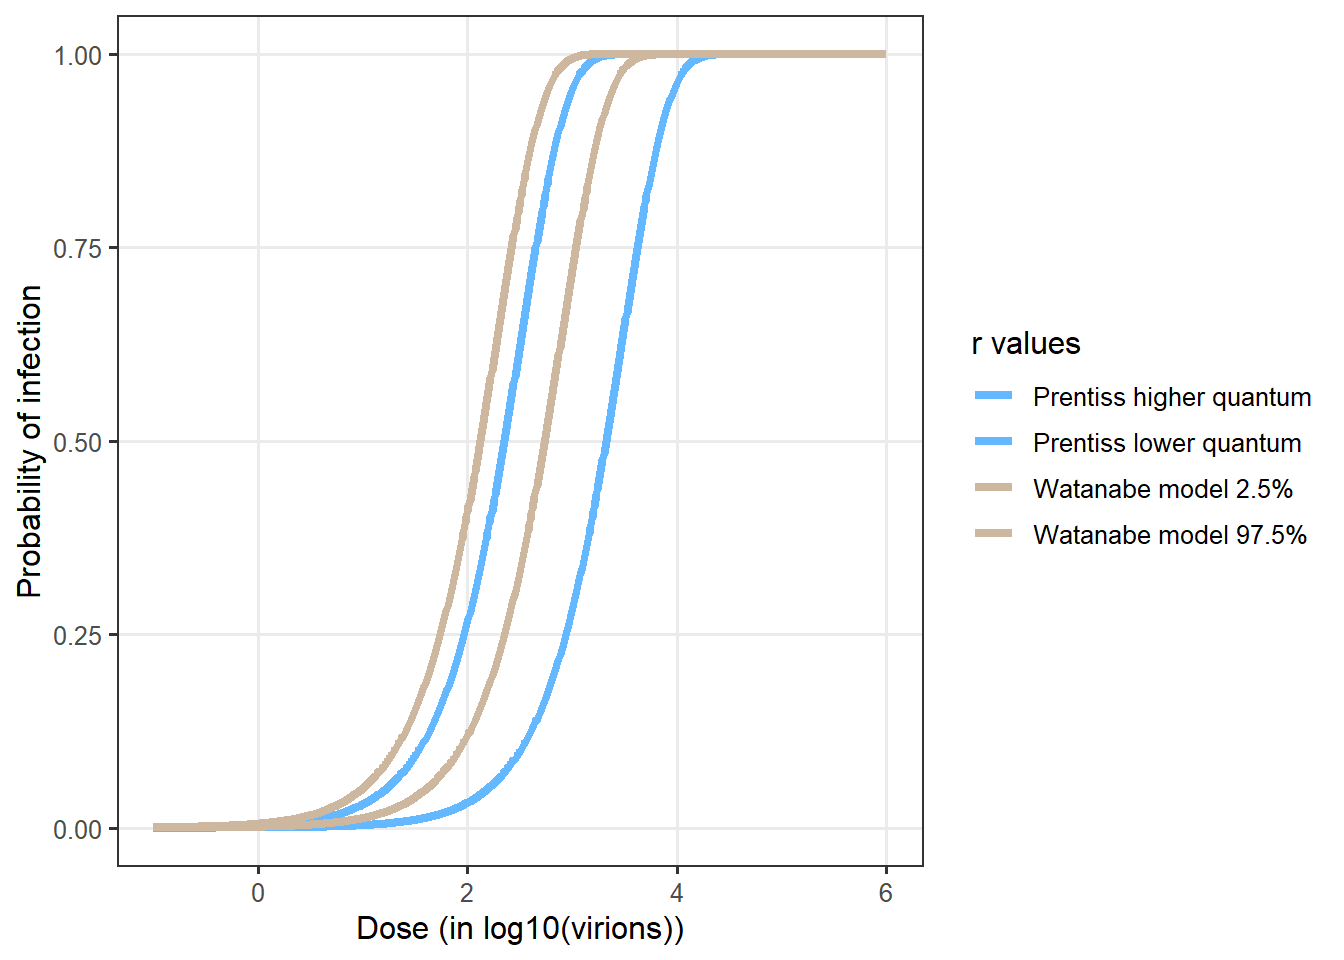 1.00
0.75
0.50
0.25
0.00
Probability of infection
0
2
4
6
Dose (in log10(virions))
r values
Prentiss higher quantum
Prentiss lower quantum
Watanabe model 2.5%
Watanabe model 97.5%